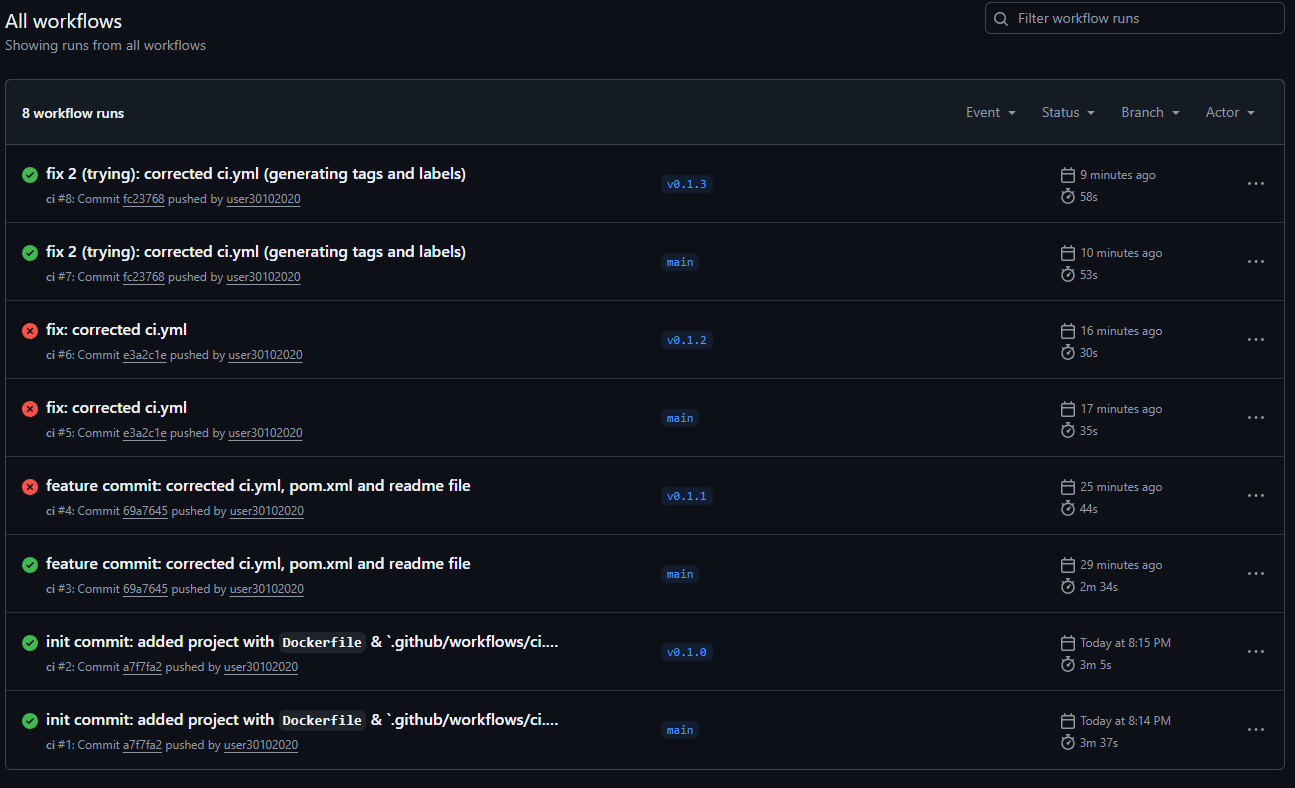 All workflows
Showing runs from all workflows
Filter workflow runs
8 workflow runs
Event
Status
Branch
Actor
fix 2 (trying): corrected ci.yml (generating tags and labels)
ci #8: Commit fc23768 pushed by user30102020
v0.1.3
9 minutes ago
58s
fix 2 (trying): corrected ci.yml (generating tags and labels)
ci #7: Commit fc23768 pushed by user30102020
main
10 minutes ago
53s
fix: corrected ci.yml
ci #6: Commit e3a2c1e pushed by user30102020
v0.1.2
16 minutes ago
30s
fix: corrected ci.yml
ci #5: Commit e3a2c1e pushed by user30102020
main
17 minutes ago
35s
feature commit: corrected ci.yml, pom.xml and readme file
ci #4: Commit 69a7645 pushed by user30102020
v0.1.1
25 minutes ago
44s
feature commit: corrected ci.yml, pom.xml and readme file
ci #3: Commit 69a7645 pushed by user30102020
main
29 minutes ago
2m 34s
init commit: added project with Dockerfile & `.github/workflows/ci....
ci #2: Commit a7f7fa2 pushed by user30102020
v0.1.0
Today at 8:15 PM
3m 5s
init commit: added project with Dockerfile & `.github/workflows/ci....
ci #1: Commit a7f7fa2 pushed by user30102020
main
Today at 8:14 PM
3m 37s